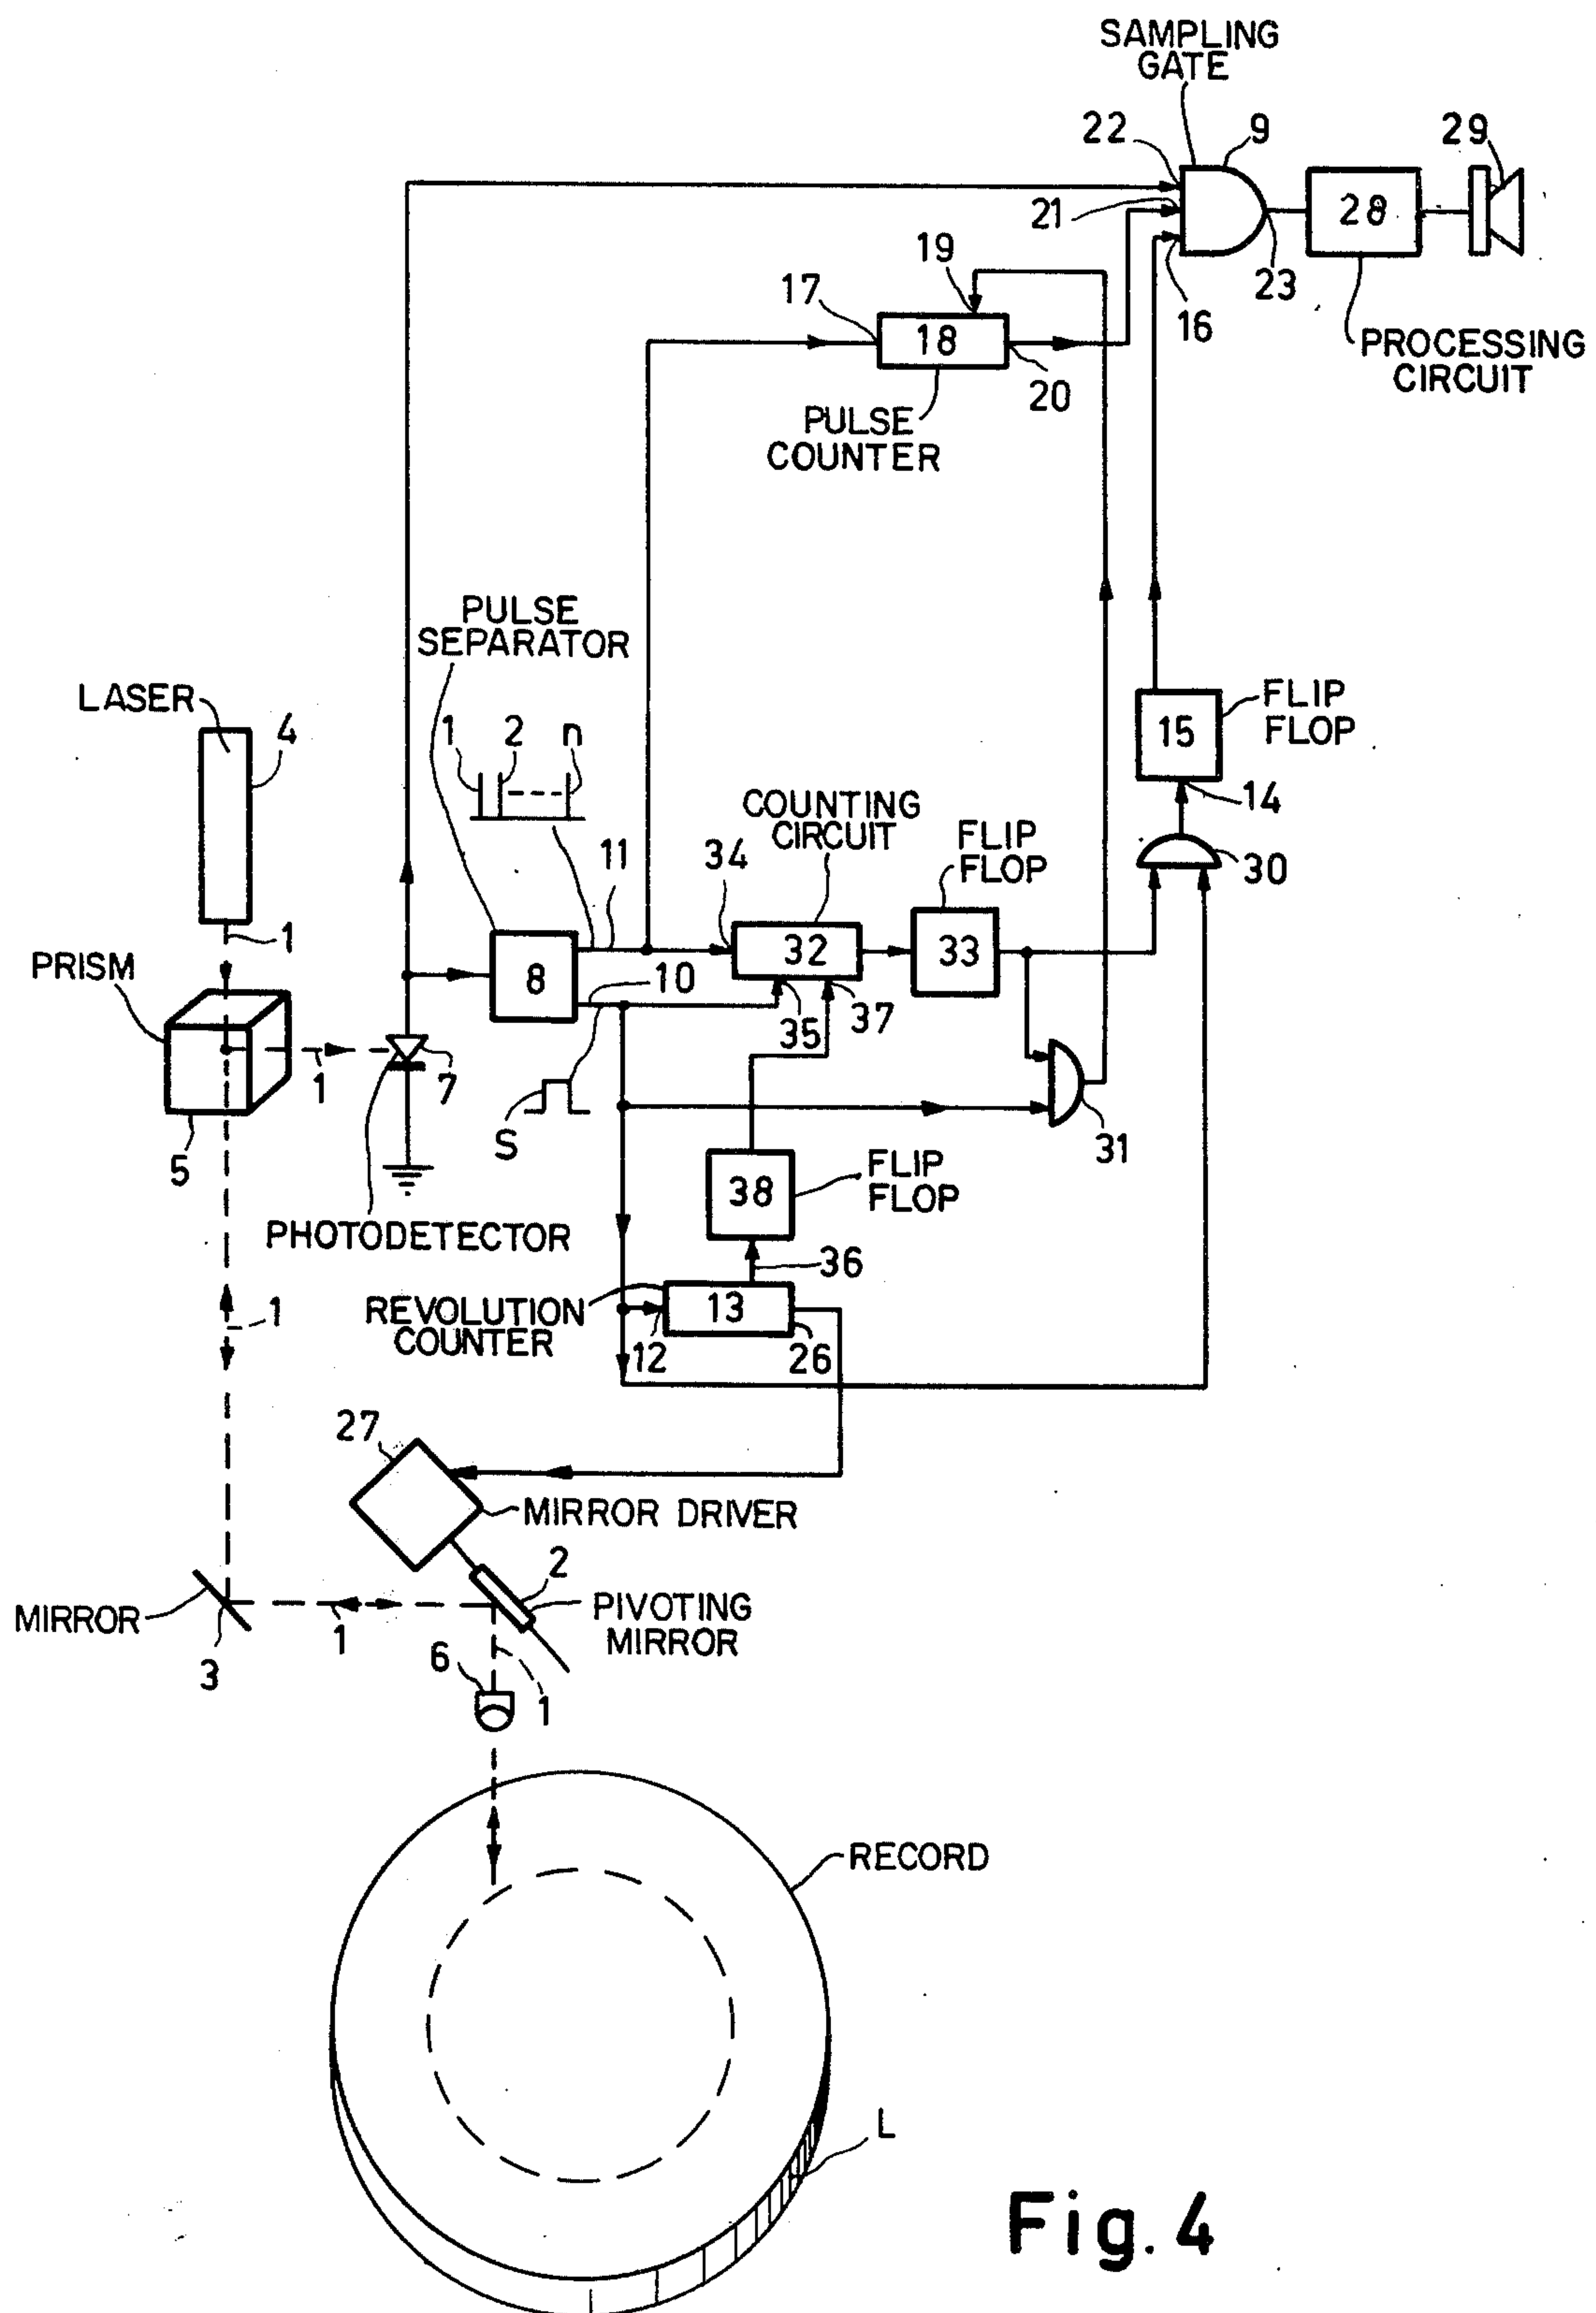 SAMPLING
GATE
22
9
29
21
28
19
23
17
16
18
20
PROCESSING
CIRCUIT
PULSE
COUNTER
PULSE
SEPARATOR
LASER
4
FLIP
FLOP
15
1 2 n
14
COUNTING
CIRCUIT
FLIP
FLOP
11
34
30
1
32
33
PRISM
8
10
35
37
1
7
S
31
5
FLIP
FLOP
38
PHOTODETECTOR
36
1
REVOLUTION
COUNTER
13
12
26
27
MIRROR DRIVER
2
MIRROR
1
PIVOTING
MIRROR
3
6
1
RECORD
L
Fig. 4